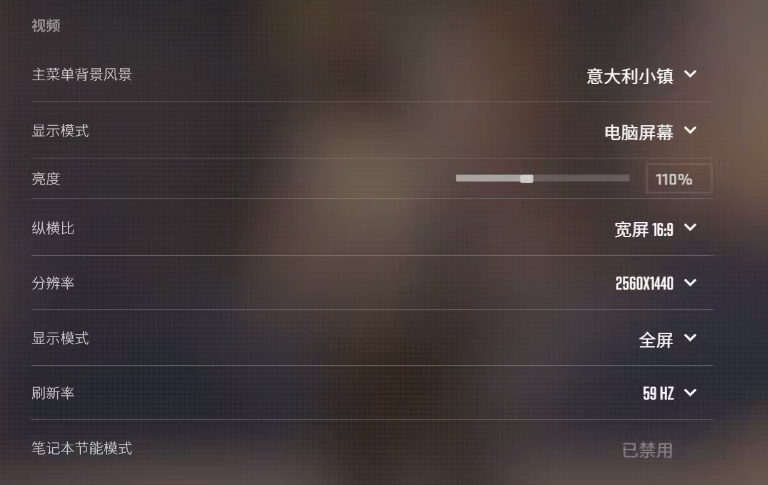 视频
主菜单背景风景 意大利小镇
显示模式 电脑屏幕
亮度 110%
纵横比 宽屏 16:9
分辨率 2560X1440
显示模式 全屏
刷新率 59 HZ
笔记本节能模式 已禁用